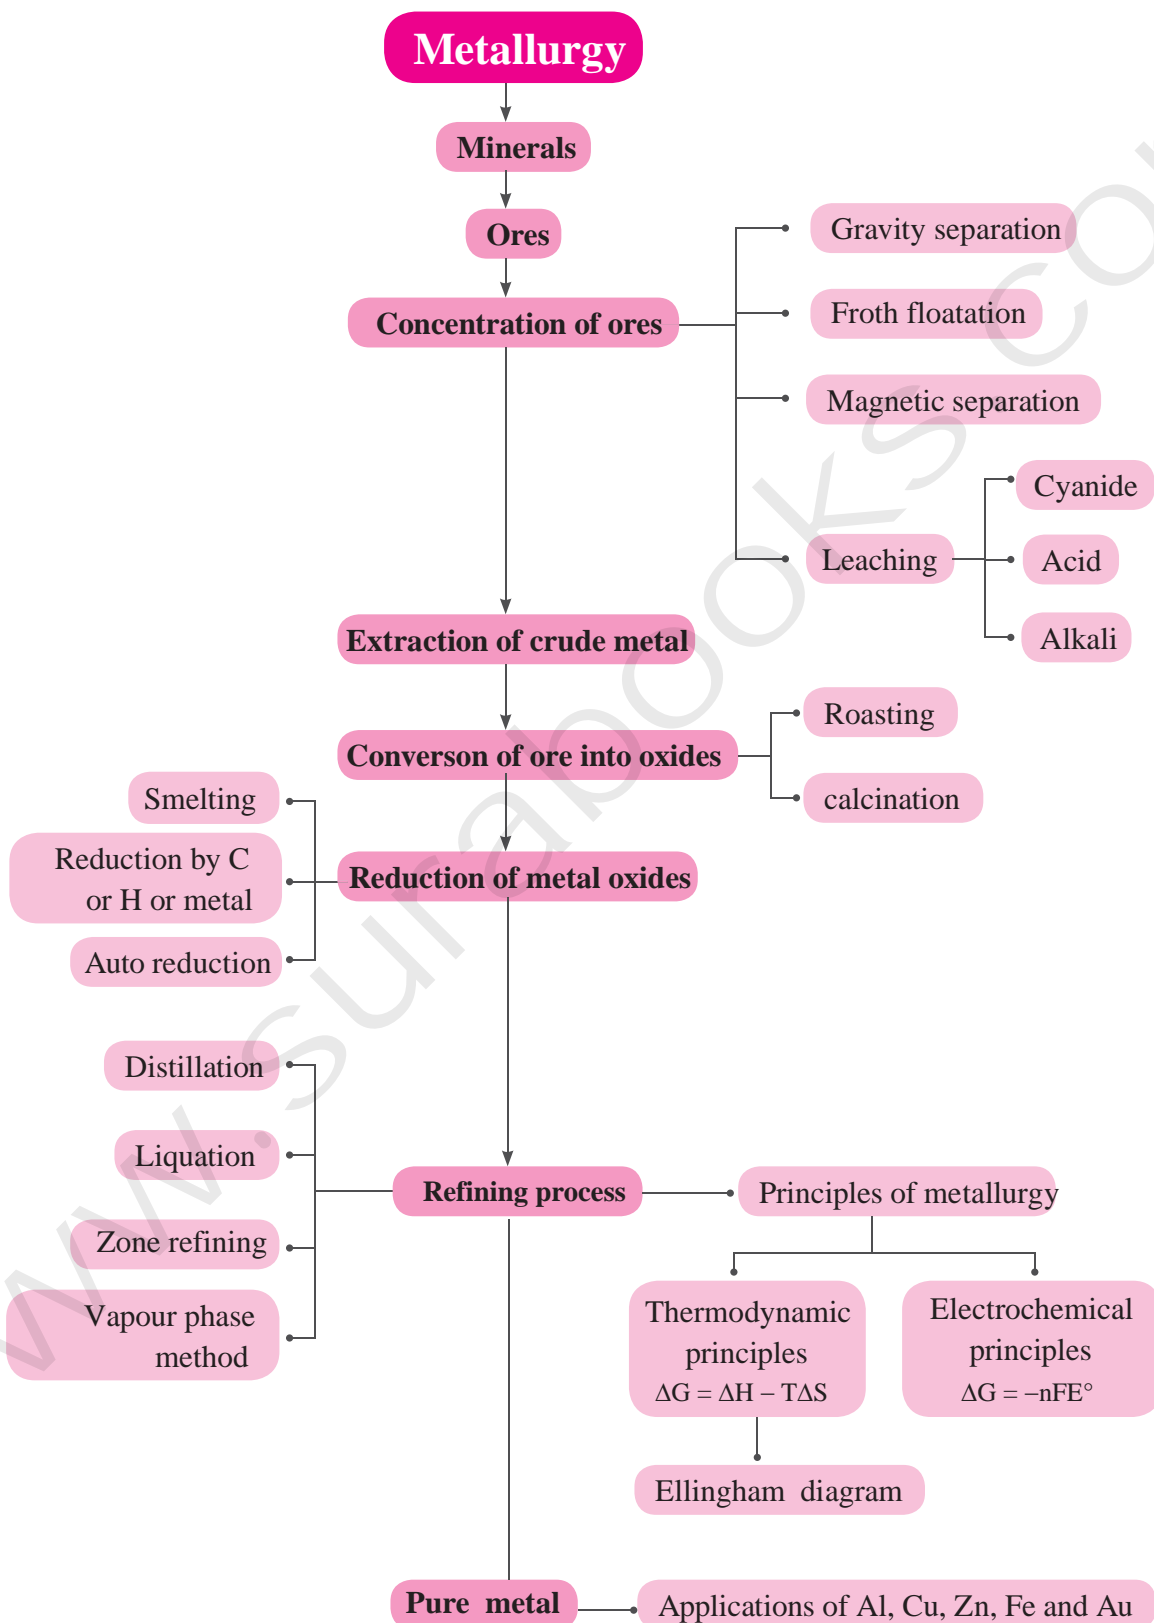 Metallurgy
Minerals
Ores
Gravity separation
Froth floatation
Concentration of ores
Magnetic separation
Cyanide
Leaching
Acid
Alkali
Extraction of crude metal
Roasting
Converson of ore into oxides
calcination
Smelting
Reduction by C
or H or metal
Reduction of metal oxides
Auto reduction
Distillation
Liquation
Zone refining
Vapour phase
method
Refining process
Principles of metallurgy
Thermodynamic
principles
ΔG = ΔH − TΔS
Electrochemical
principles
ΔG = −nFE°
Ellingham diagram
Pure metal
Applications of Al, Cu, Zn, Fe and Au